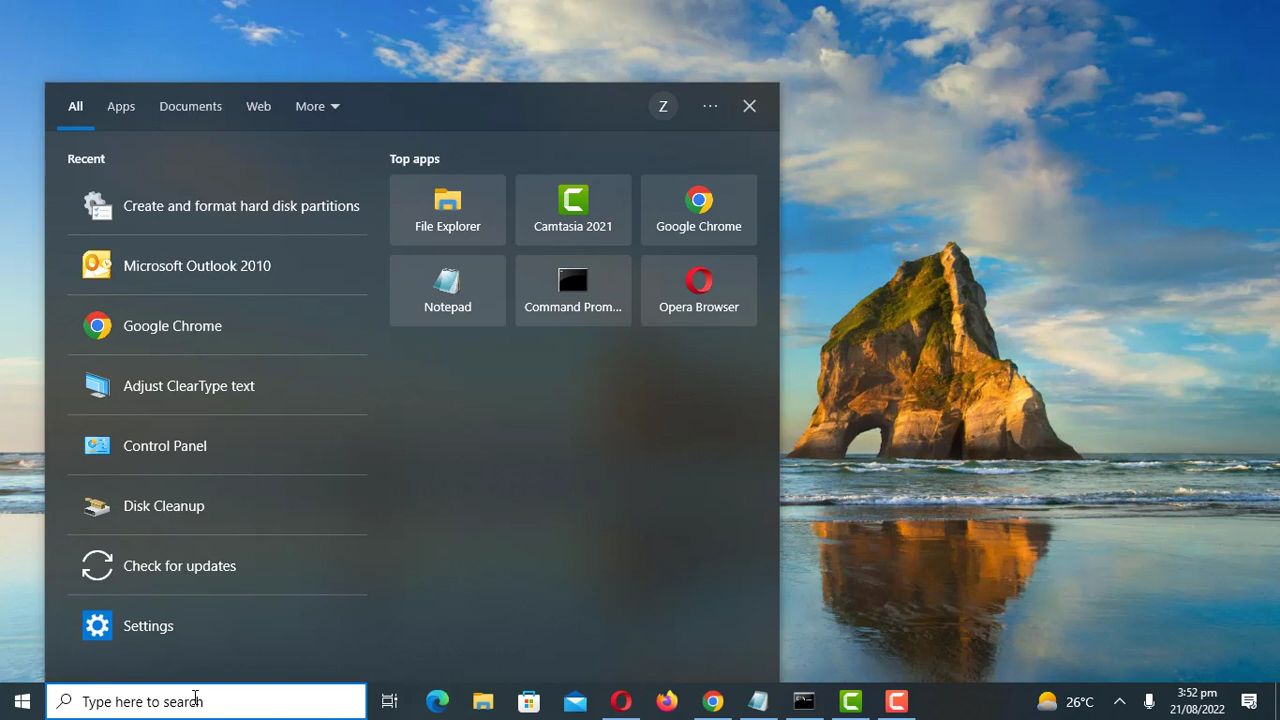 All Apps Documents Web More Z
Recent
Create and format hard disk partitions
Microsoft Outlook 2010
Google Chrome
Adjust ClearType text
Control Panel
Disk Cleanup
Check for updates
Settings
Top apps
File Explorer Camtasia 2021 Google Chrome
Notepad Command Prom... Opera Browser
Type here to search
26°C
3:52 pm
21/08/2022